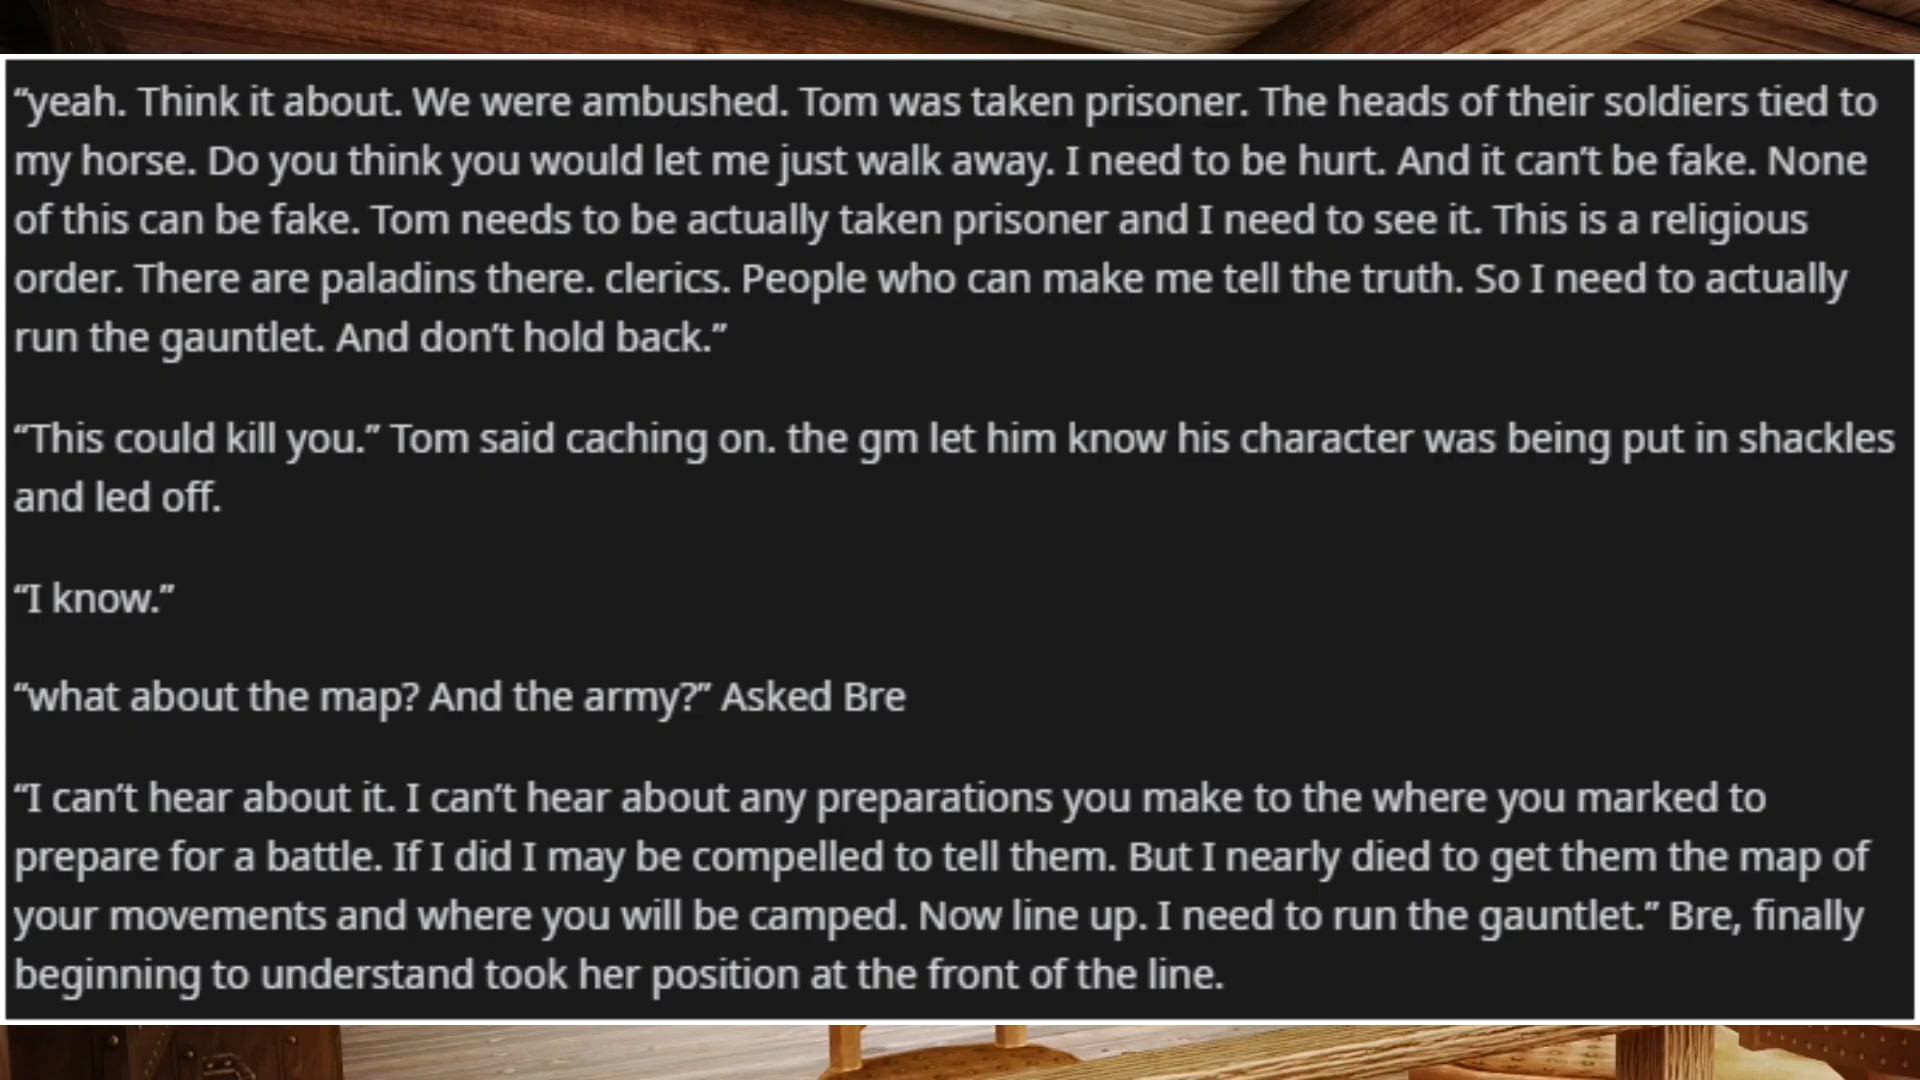 “yeah. Think it about. We were ambushed. Tom was taken prisoner. The heads of their soldiers tied to
my horse. Do you think you would let me just walk away. I need to be hurt. And it can’t be fake. None
of this can be fake. Tom needs to be actually taken prisoner and I need to see it. This is a religious
order. There are paladins there. clerics. People who can make me tell the truth. So I need to actually
run the gauntlet. And don’t hold back.”
“This could kill you.” Tom said caching on. the gm let him know his character was being put in shackles
and led off.
“I know.”
“what about the map? And the army?” Asked Bre
“I can’t hear about it. I can’t hear about any preparations you make to the where you marked to
prepare for a battle. If I did I may be compelled to tell them. But I nearly died to get them the map of
your movements and where you will be camped. Now line up. I need to run the gauntlet.” Bre, finally
beginning to understand took her position at the front of the line.